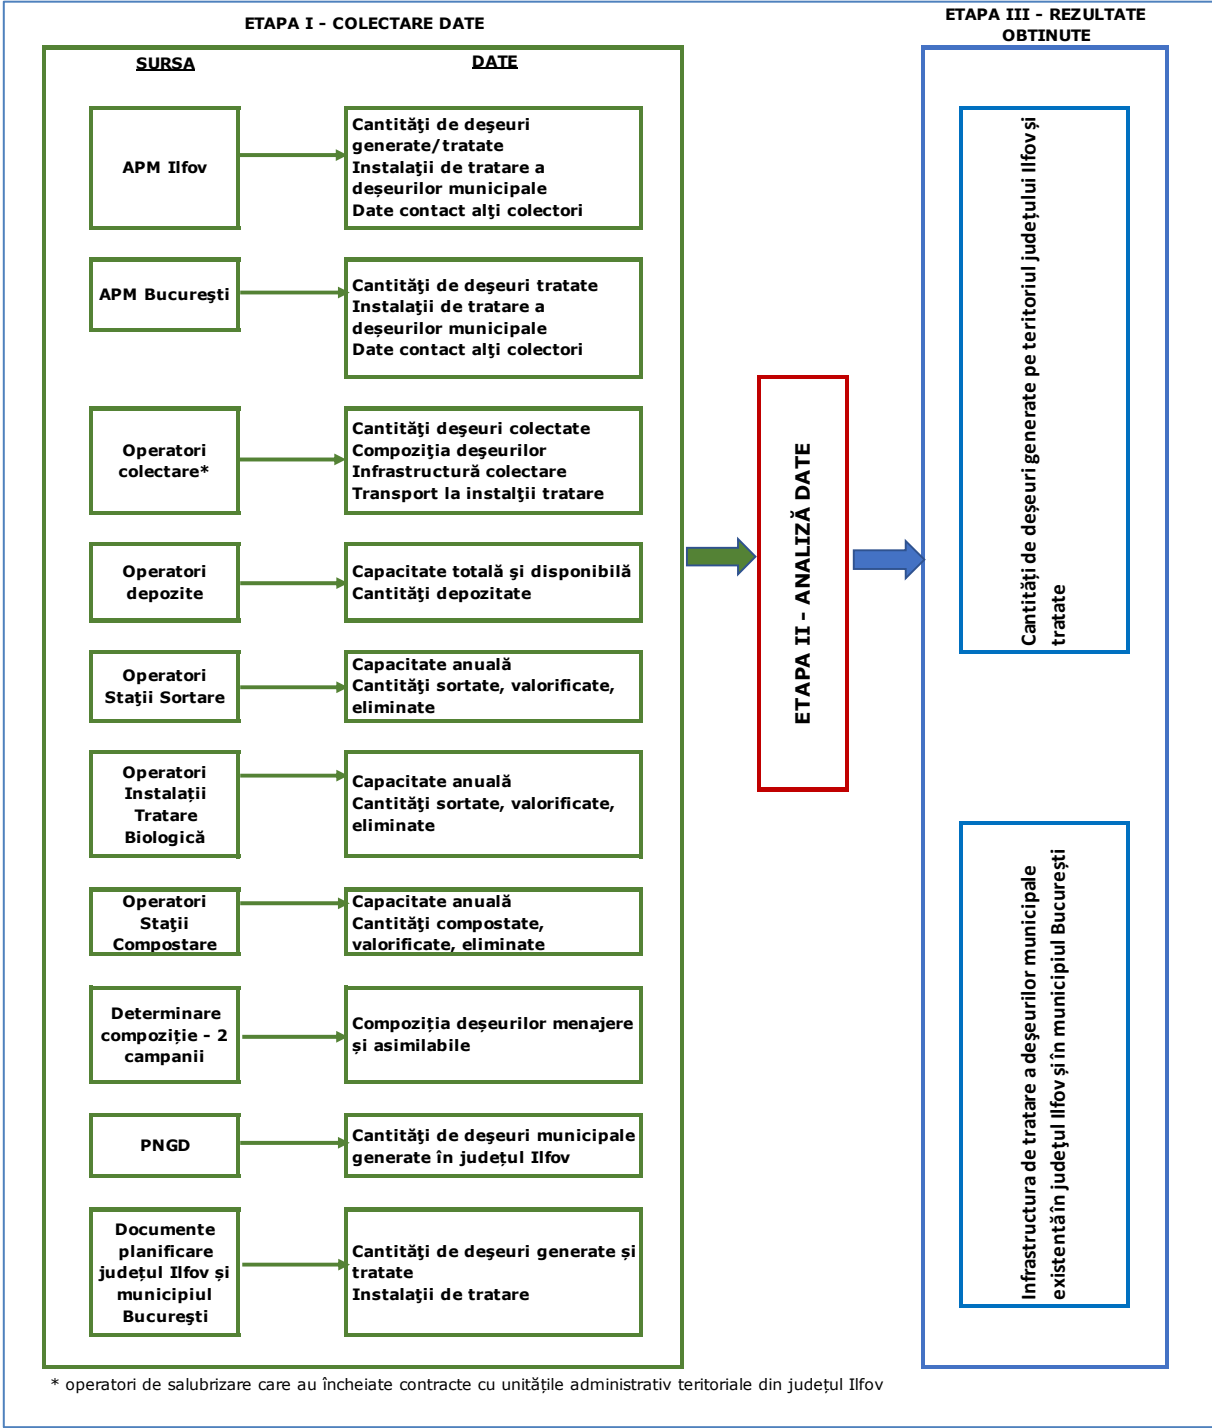 ETAPA I - COLECTARE DATE
SURSA
DATE
APM Ilfov
Cantităţi de deşeuri
generate/tratate
Instalaţii de tratare a
deșeurilor municipale
Date contact alţi colectori
APM Bucureşti
Cantităţi de deşeuri tratate
Instalaţii de tratare a
deșeurilor municipale
Date contact alţi colectori
Operatori
colectare*
Cantităţi deşeuri colectate
Compoziţia deşeurilor
Infrastructură colectare
Transport la instalţii tratare
Operatori
depozite
Capacitate totală şi disponibilă
Cantităţi depozitate
Operatori
Staţii Sortare
Capacitate anuală
Cantităţi sortate, valorificate,
eliminate
Operatori
Instalații
Tratare
Biologică
Capacitate anuală
Cantităţi sortate, valorificate,
eliminate
Operatori
Staţii
Compostare
Capacitate anuală
Cantităţi compostate,
valorificate, eliminate
Determinare
compoziție - 2
campanii
Compoziția deșeurilor menajere
și asimilabile
PNGD
Cantităţi de deşeuri municipale
generate în județul Ilfov
Documente
planificare
județul Ilfov și
municipiul
Bucureşti
Cantităţi de deşeuri generate și
tratate
Instalaţii de tratare
ETAPA II - ANALIZĂ DATE
ETAPA III - REZULTATE
OBTINUTE
Cantități de deșeuri generate pe teritoriul județului Ilfov și
tratate
Infrastructura de tratare a deşeurilor municipale
existentă în județul Ilfov și în municipiul București
* operatori de salubrizare care au încheiate contracte cu unitățile administrativ teritoriale din județul Ilfov